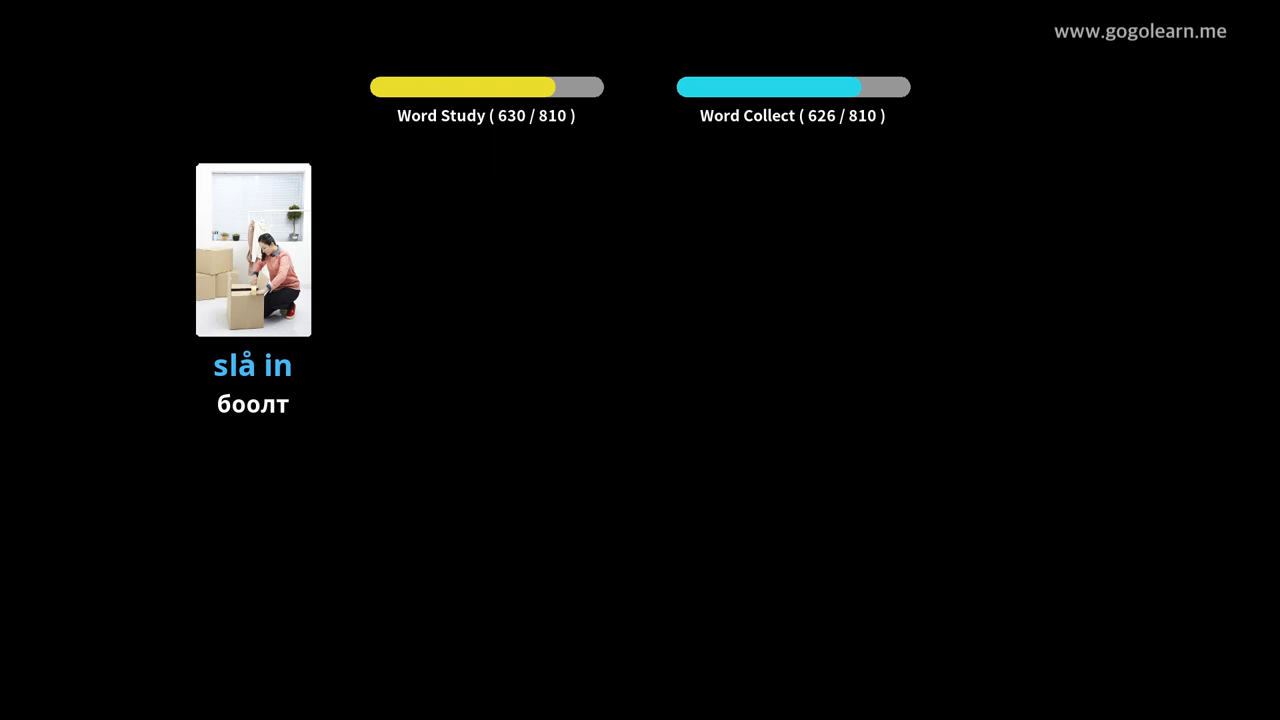 www.gogolearn.me
Word Study ( 630 / 810 )
Word Collect ( 626 / 810 )
slå in
боолт